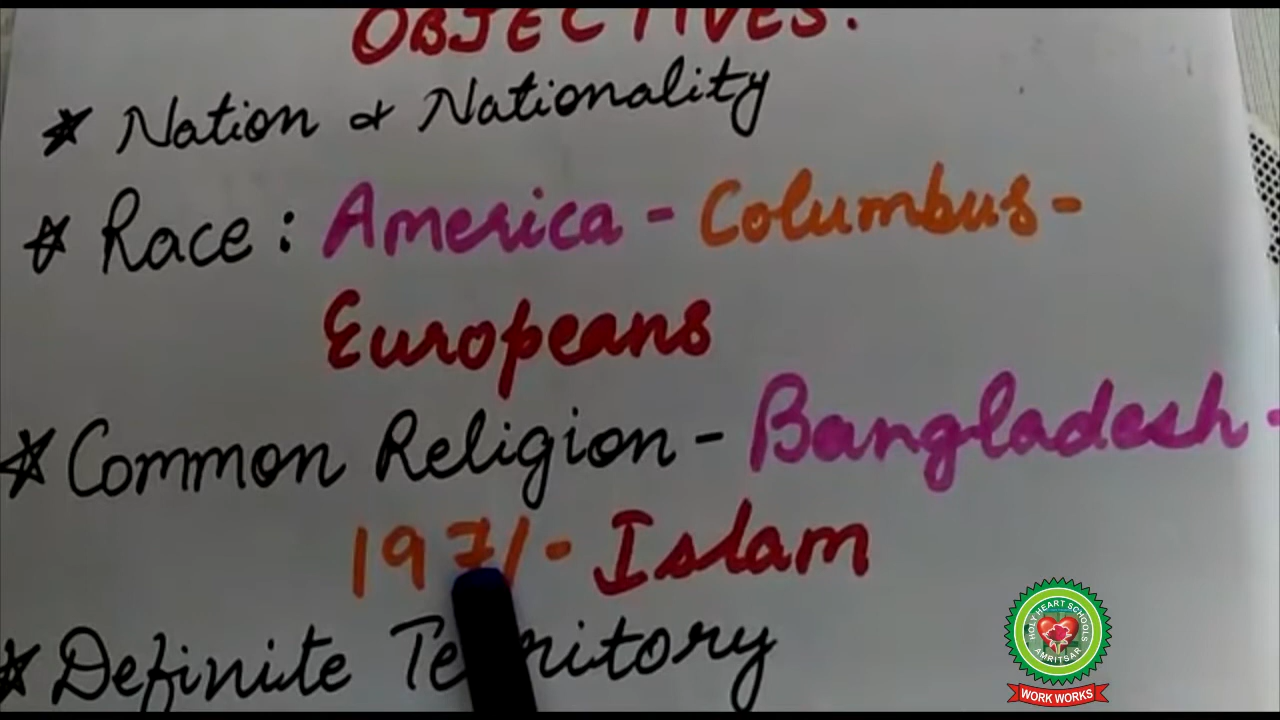 OBJECTIVES:
* Nation & Nationality
* Race: America - Columbus -
Europeans
* Common Religion - Bangladesh -
1971 - Islam
* Definite Territory
HOLY HEART SCHOOLS
AMRITSAR
WORK WORKS